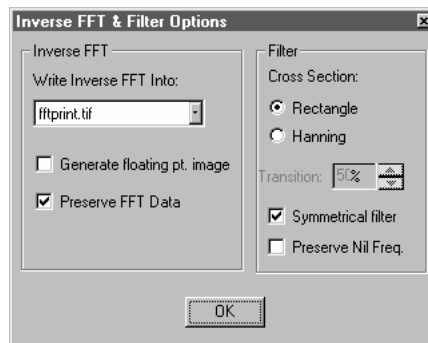 Inverse FFT & Filter Options
Inverse FFT
Write Inverse FFT Into:
fftprint.tif
Generate floating pt. image
Preserve FFT Data
Filter
Cross Section:
Rectangle
Hanning
Transition: 50%
Symmetrical filter
Preserve Nil Freq.
OK